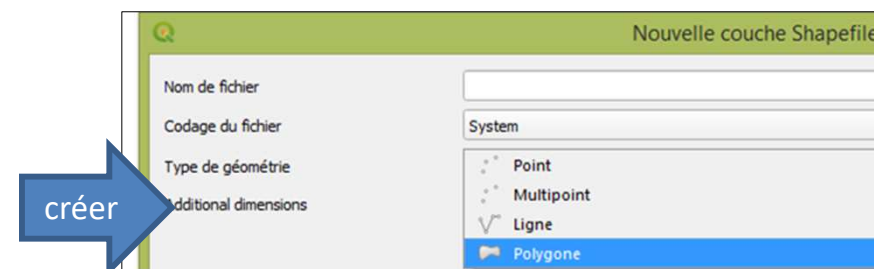 Nouvelle couche Shapefile
Nom de fichier
Codage du fichier System
Type de géométrie Point
créer
Additional dimensions Multipoint
Ligne
Polygone